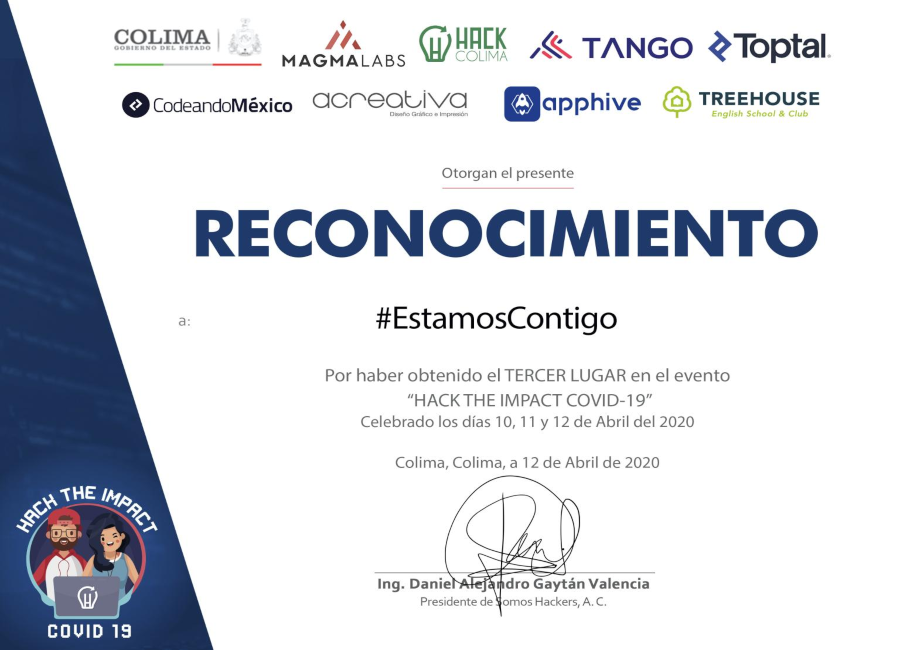 COLIMA
GOBIERNO DEL ESTADO
MAGMALABS
HACK
COLIMA
TANGO
Toptal.
CodeandoMéxico
acreativa
Diseño Gráfico e Impresión
apphive
TREEHOUSE
English School & Club
Otorgan el presente
RECONOCIMIENTO
a:
#EstamosContigo
Por haber obtenido el TERCER LUGAR en el evento
“HACK THE IMPACT COVID-19”
Celebrado los días 10, 11 y 12 de Abril del 2020
Colima, Colima, a 12 de Abril de 2020
Ing. Daniel Alejandro Gaytán Valencia
Presidente de Somos Hackers, A. C.
HACK THE IMPACT
COVID 19